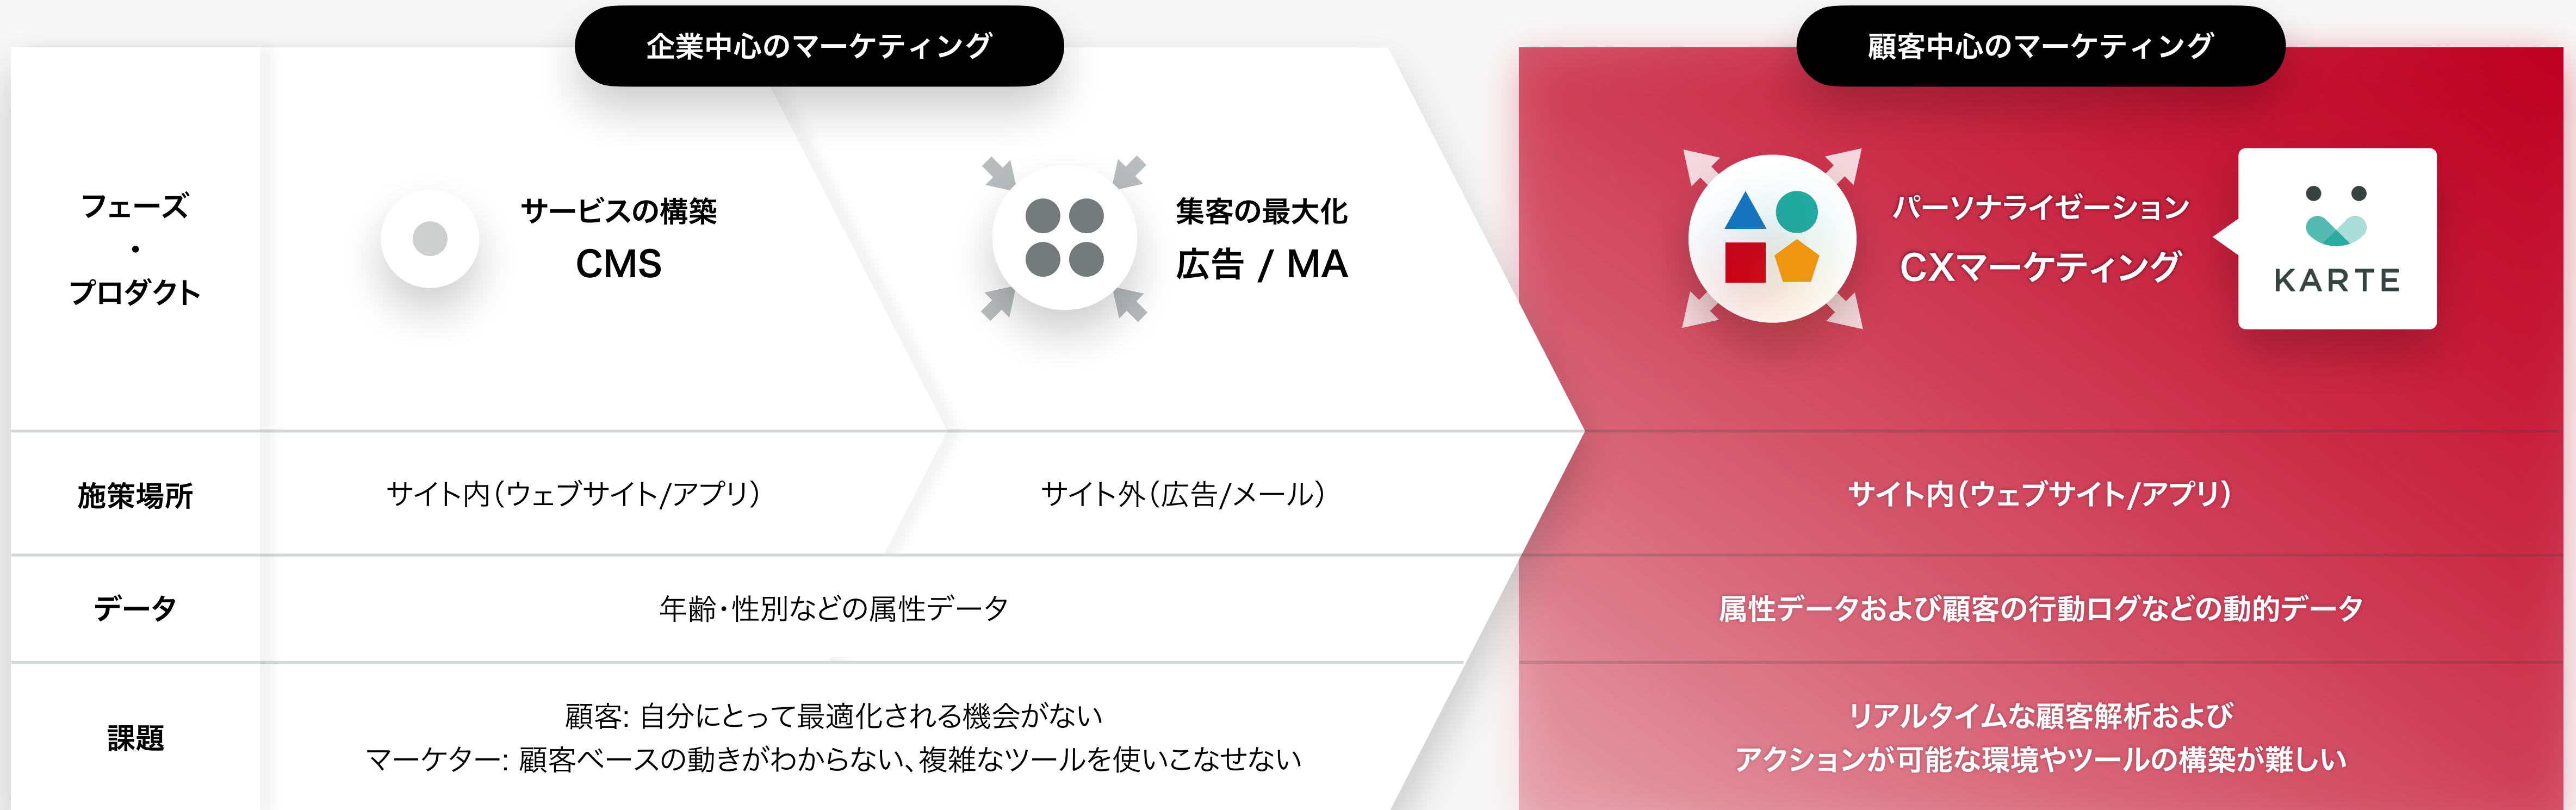 企業中心のマーケティング
顧客中心のマーケティング
フェーズ
・
プロダクト
サービスの構築
CMS
集客の最大化
広告 / MA
パーソナライゼーション
CXマーケティング
KARTE
施策場所
サイト内（ウェブサイト/アプリ）
サイト外（広告/メール）
サイト内（ウェブサイト/アプリ）
データ
年齢・性別などの属性データ
属性データおよび顧客の行動ログなどの動的データ
課題
顧客: 自分にとって最適化される機会がない
マーケター: 顧客ベースの動きがわからない、複雑なツールを使いこなせない
リアルタイムな顧客解析および
アクションが可能な環境やツールの構築が難しい